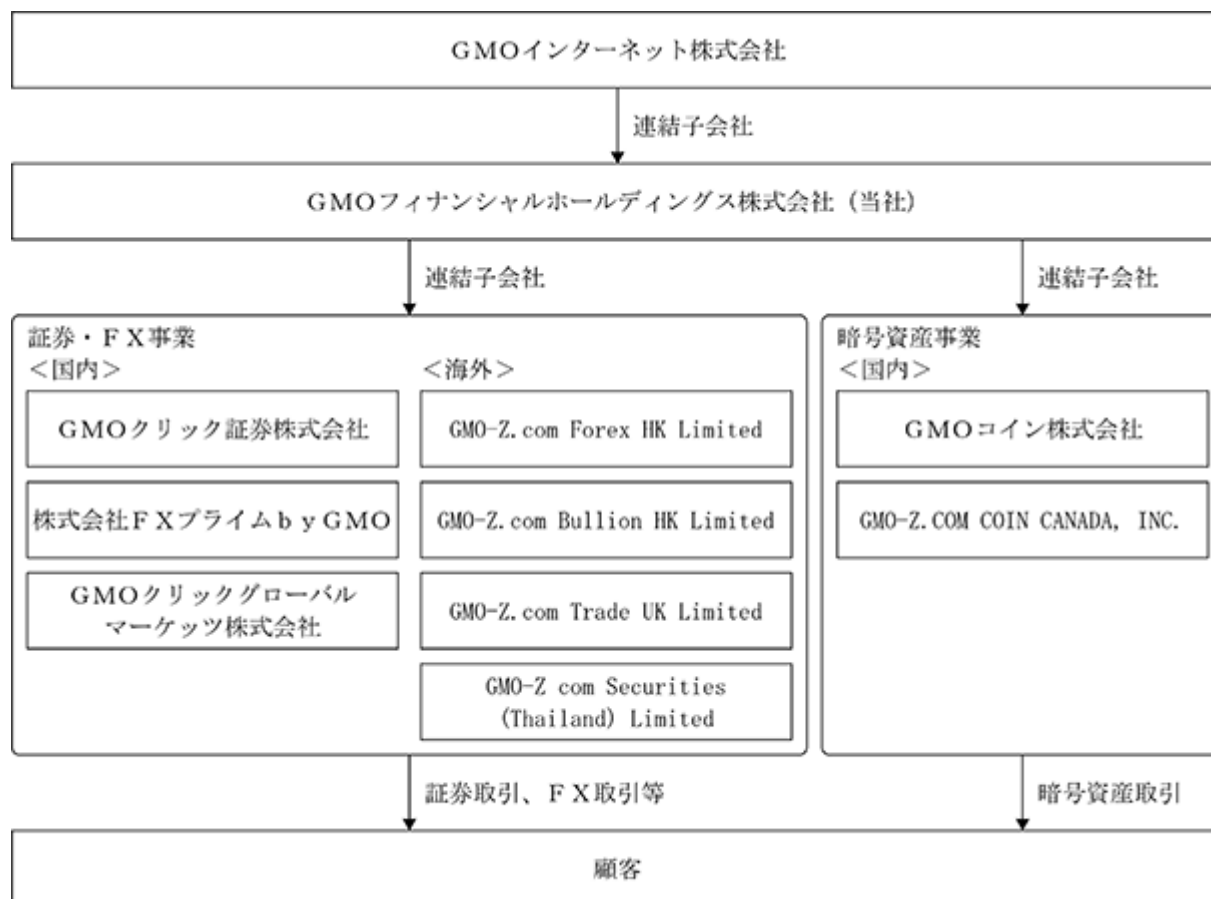 ＧＭＯインターネット株式会社
連結子会社
ＧＭＯフィナンシャルホールディングス株式会社（当社）
連結子会社
連結子会社
証券・ＦＸ事業
＜国内＞
ＧＭＯクリック証券株式会社
株式会社ＦＸプライムｂｙＧＭＯ
ＧＭＯクリックグローバル
マーケッツ株式会社
＜海外＞
GMO-Z.com Forex HK Limited
GMO-Z.com Bullion HK Limited
GMO-Z.com Trade UK Limited
GMO-Z com Securities
(Thailand) Limited
暗号資産事業
＜国内＞
ＧＭＯコイン株式会社
GMO-Z.COM COIN CANADA, INC.
証券取引、ＦＸ取引等
暗号資産取引
顧客